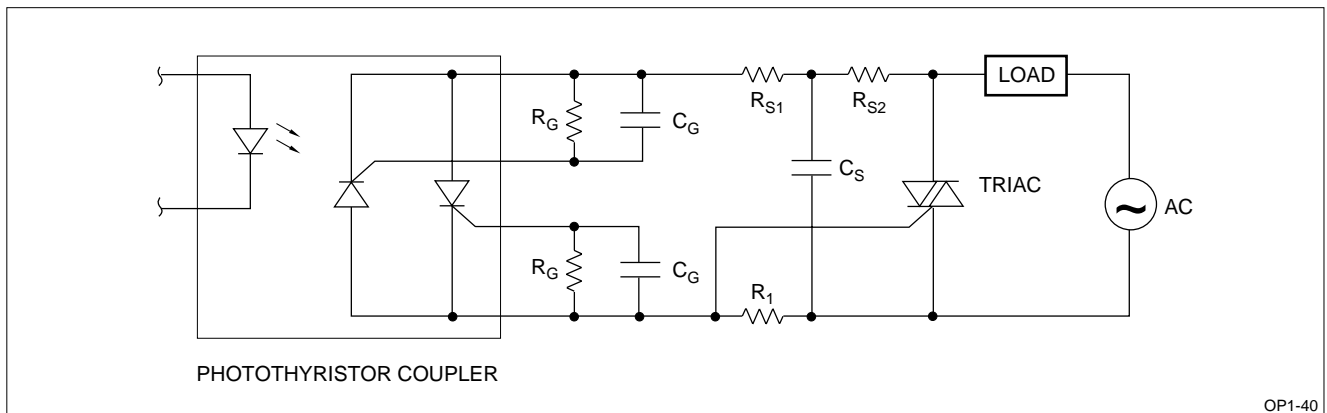 LOAD
R_S1
R_S2
R_G
C_G
C_S
TRIAC
~
AC
R_G
C_G
R_1
PHOTOTHYRISTOR COUPLER
OP1-40